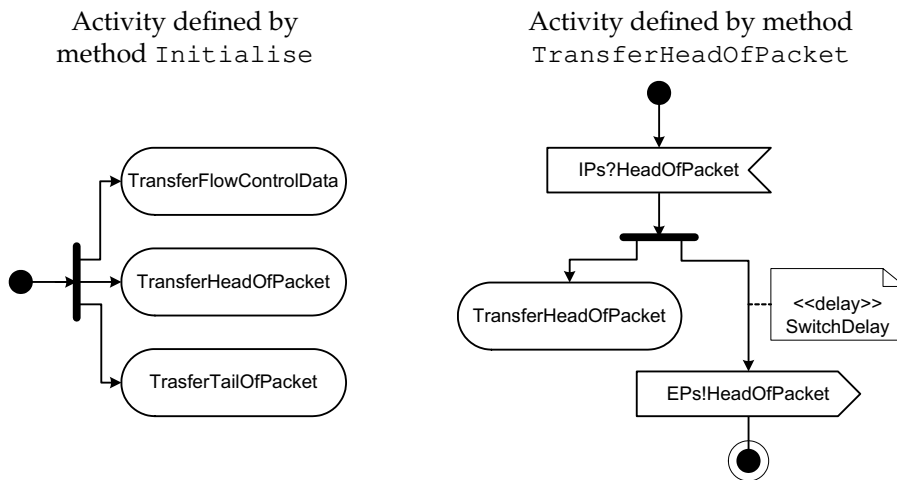 Activity defined by
method Initialise
TransferFlowControlData
TransferHeadOfPacket
TrasferTailOfPacket
Activity defined by method
TransferHeadOfPacket
IPs?HeadOfPacket
TransferHeadOfPacket
<<delay>>
SwitchDelay
EPs!HeadOfPacket